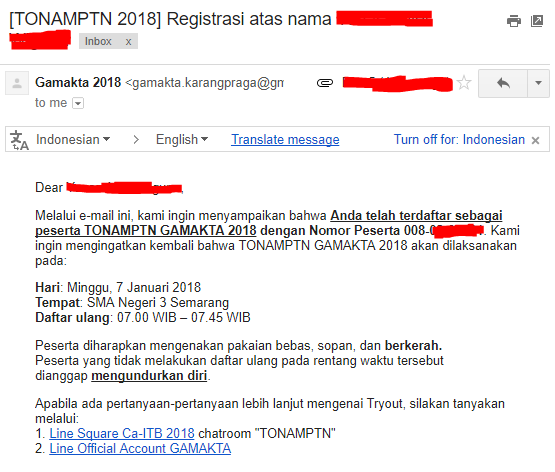 [TONAMPTN 2018] Registrasi atas nama
Inbox x
Gamakta 2018 <gamakta.karangpraga@gm
to me
Indonesian > English Translate message Turn off for: Indonesian x
Dear ,
Melalui e-mail ini, kami ingin menyampaikan bahwa Anda telah terdaftar sebagai
peserta TONAMPTN GAMAKTA 2018 dengan Nomor Peserta 008- . Kami
ingin mengingatkan kembali bahwa TONAMPTN GAMAKTA 2018 akan dilaksanakan
pada:
Hari: Minggu, 7 Januari 2018
Tempat: SMA Negeri 3 Semarang
Daftar ulang: 07.00 WIB – 07.45 WIB
Peserta diharapkan mengenakan pakaian bebas, sopan, dan berkerah.
Peserta yang tidak melakukan daftar ulang pada rentang waktu tersebut
dianggap mengundurkan diri.
Apabila ada pertanyaan-pertanyaan lebih lanjut mengenai Tryout, silakan tanyakan
melalui:
1. Line Square Ca-ITB 2018 chatroom "TONAMPTN"
2. Line Official Account GAMAKTA